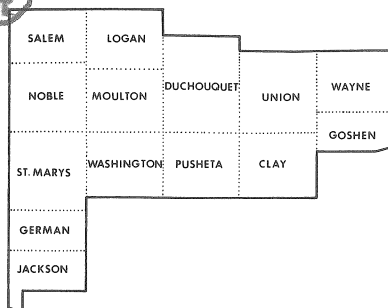 SALEM
LOGAN
NOBLE
MOULTON
DUCHOUQUET
UNION
WAYNE
GOSHEN
ST. MARYS
WASHINGTON
PUSHETA
CLAY
GERMAN
JACKSON